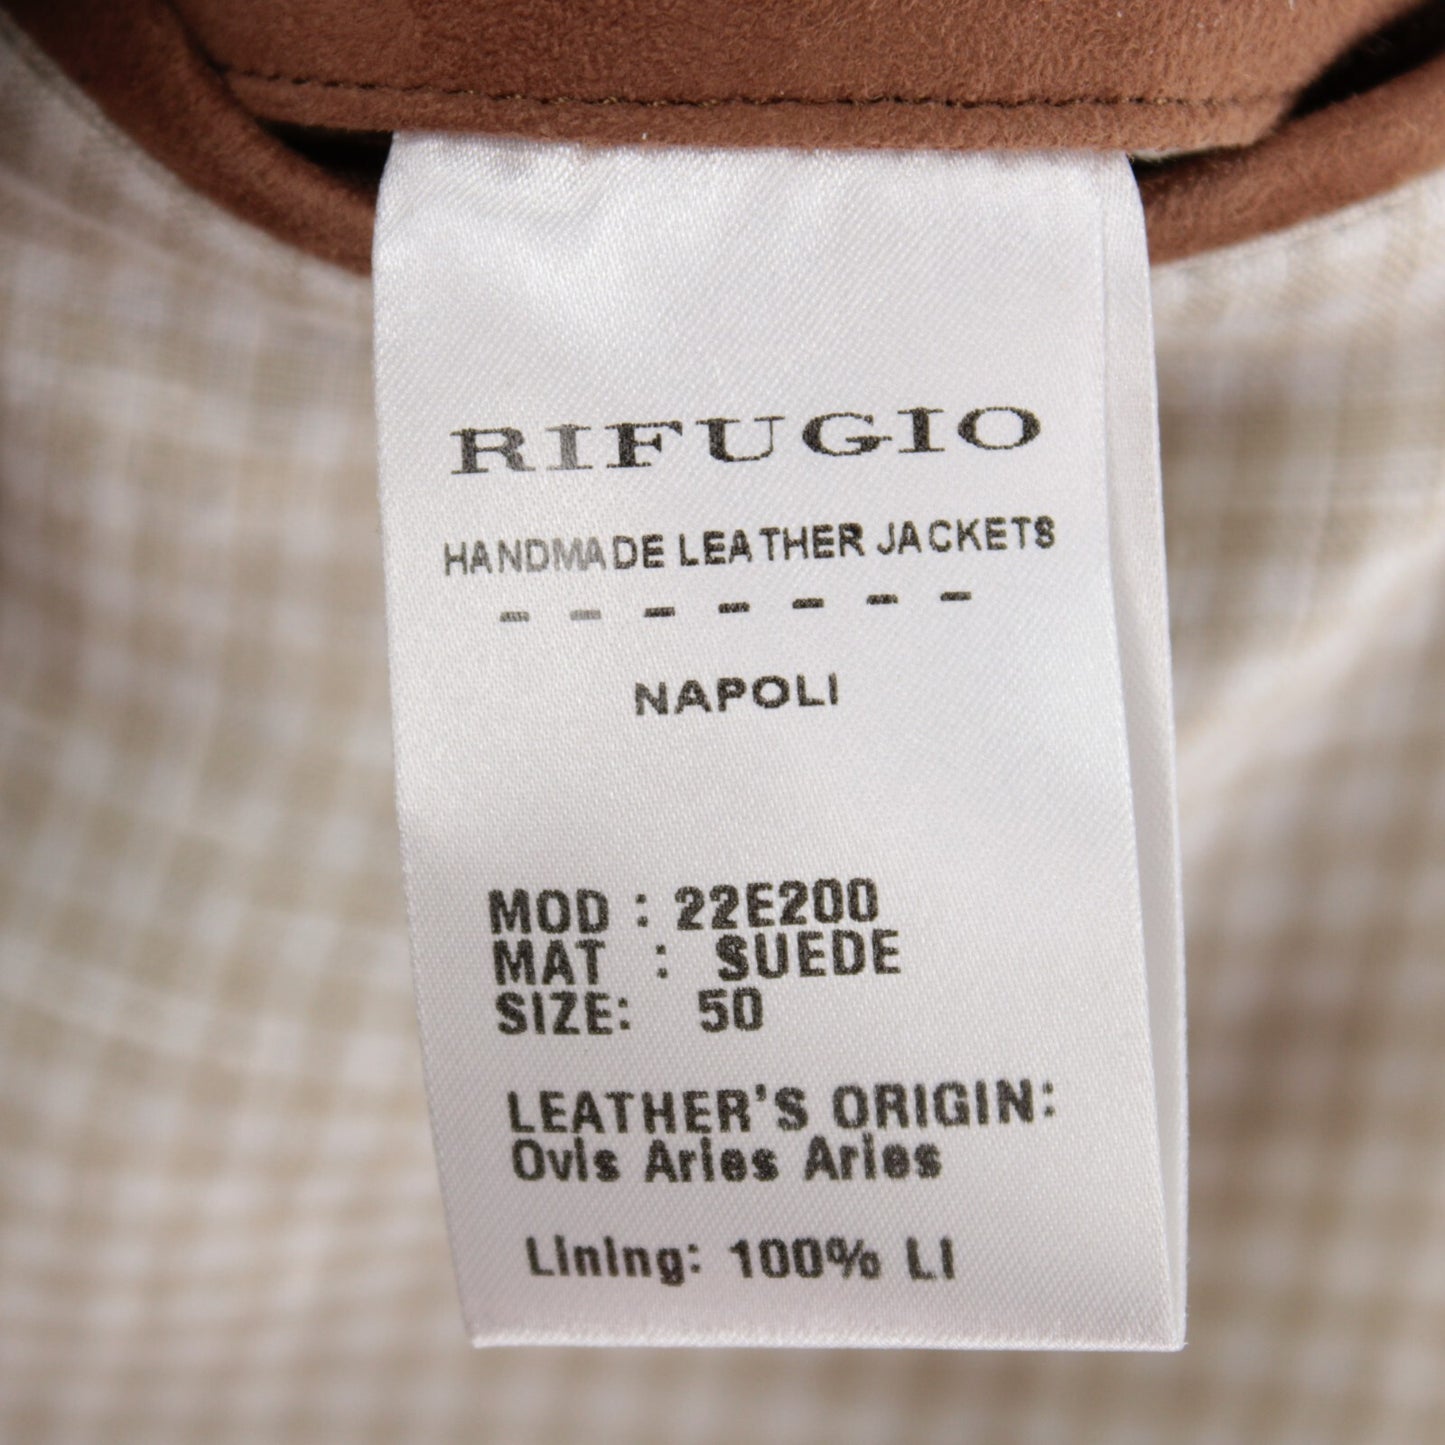 RIFUGIO
HANDMADE LEATHER JACKETS
- - - - - - -
NAPOLI
MOD : 22E200
MAT : SUEDE
SIZE: 50
LEATHER'S ORIGIN:
Ovis Aries Aries
Lining: 100% LI